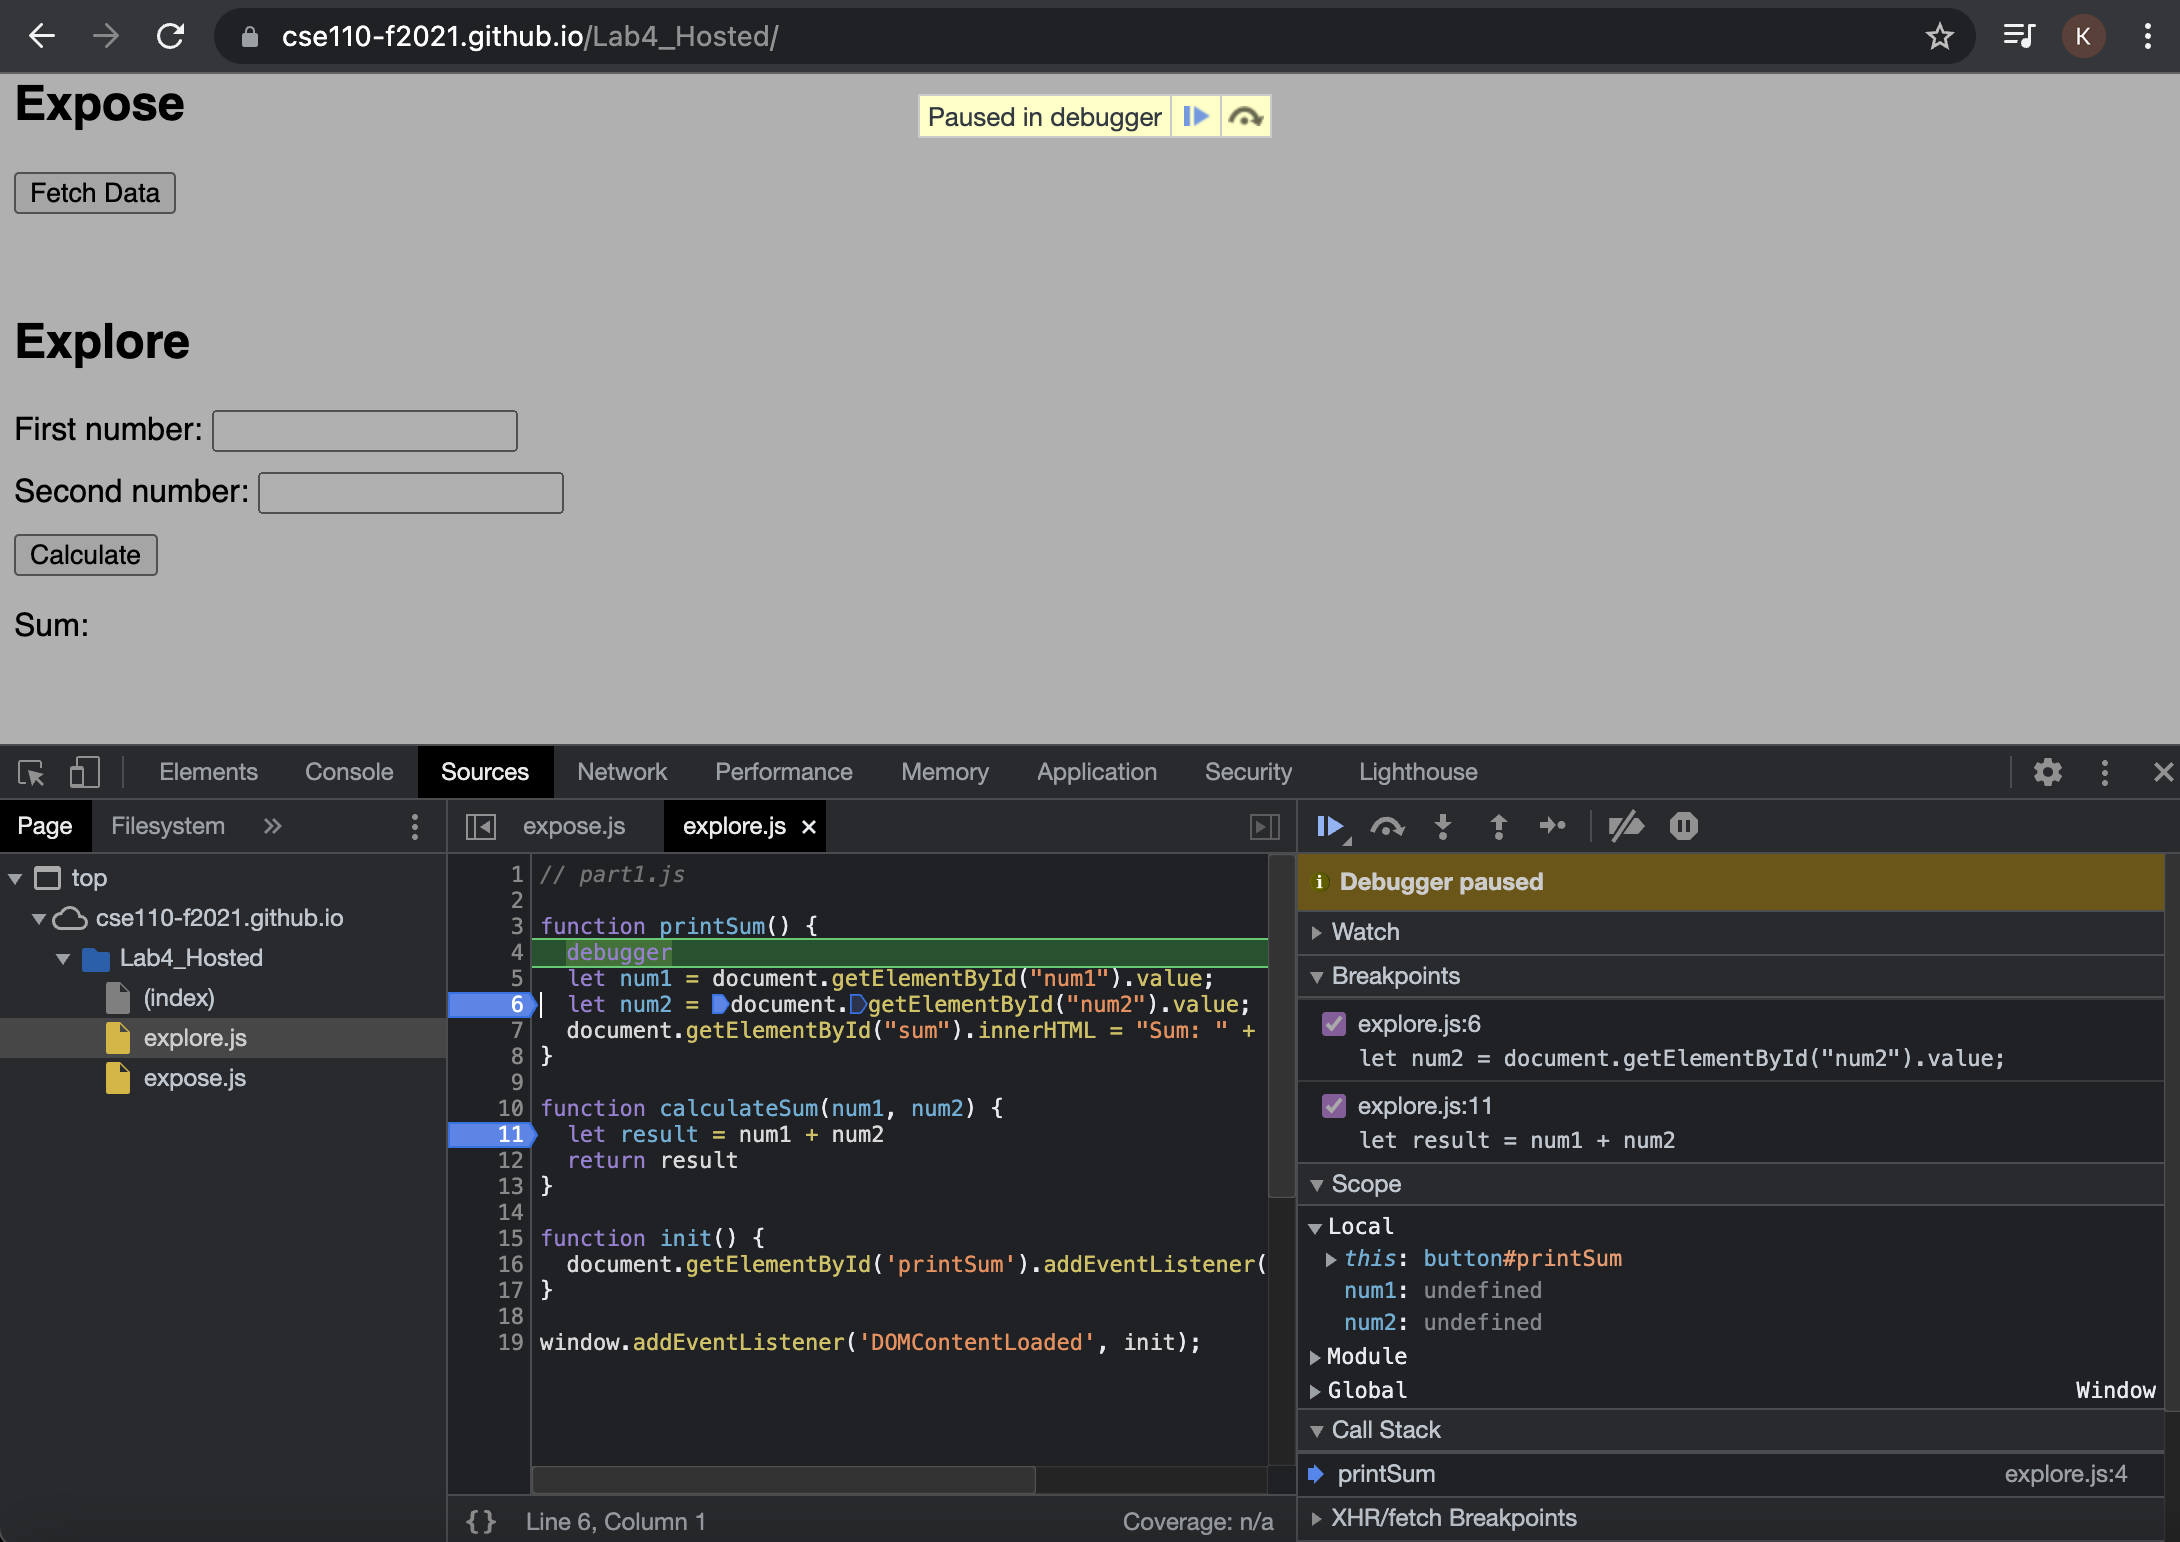 cse110-f2021.github.io/Lab4_Hosted/
K
Expose
Paused in debugger
Fetch Data
Explore
First number:
Second number:
Calculate
Sum:
Elements Console Sources Network Performance Memory Application Security Lighthouse
Page Filesystem
top
cse110-f2021.github.io
Lab4_Hosted
(index)
explore.js
expose.js
expose.js explore.js
1 // part1.js
2
3 function printSum() {
4 debugger
5 let num1 = document.getElementById("num1").value;
6 let num2 = document.getElementById("num2").value;
7 document.getElementById("sum").innerHTML = "Sum: " +
8 }
9
10 function calculateSum(num1, num2) {
11 let result = num1 + num2
12 return result
13 }
14
15 function init() {
16 document.getElementById('printSum').addEventListener(
17 }
18
19 window.addEventListener('DOMContentLoaded', init);
{} Line 6, Column 1 Coverage: n/a
Debugger paused
Watch
Breakpoints
explore.js:6
let num2 = document.getElementById("num2").value;
explore.js:11
let result = num1 + num2
Scope
Local
this: button#printSum
num1: undefined
num2: undefined
Module
Global Window
Call Stack
printSum explore.js:4
XHR/fetch Breakpoints